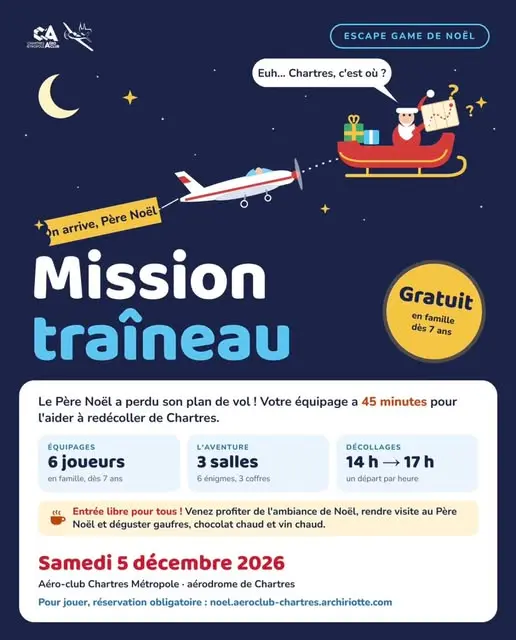 CA
CHARTRES AÉRO
MÉTROPOLE CLUB
ESCAPE GAME DE NOËL
Euh... Chartres, c'est où ?
?
?
n arrive, Père Noël
Mission
traîneau
Gratuit
en famille
dès 7 ans
Le Père Noël a perdu son plan de vol ! Votre équipage a 45 minutes pour
l'aider à redécoller de Chartres.
ÉQUIPAGES
6 joueurs
en famille, dès 7 ans
L'AVENTURE
3 salles
6 énigmes, 3 coffres
DÉCOLLAGES
14 h → 17 h
un départ par heure
Entrée libre pour tous ! Venez profiter de l'ambiance de Noël, rendre visite au Père
Noël et déguster gaufres, chocolat chaud et vin chaud.
Samedi 5 décembre 2026
Aéro-club Chartres Métropole · aérodrome de Chartres
Pour jouer, réservation obligatoire : noel.aeroclub-chartres.archiriotte.com